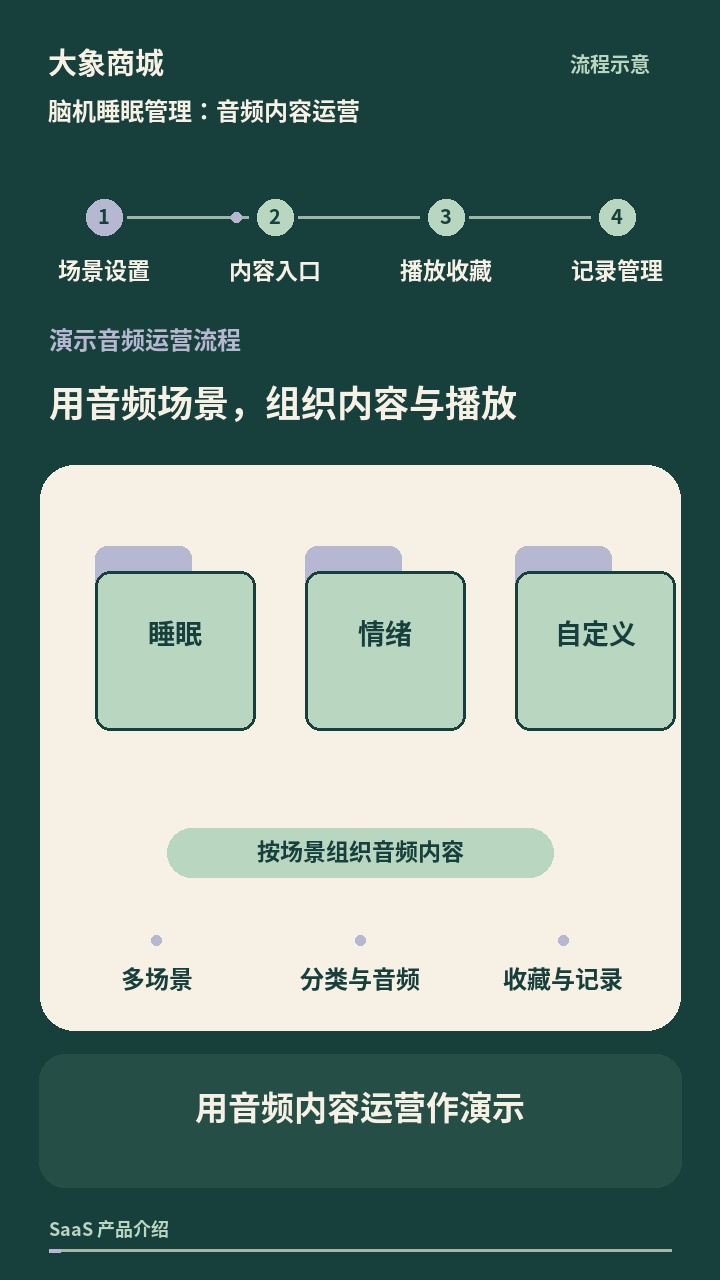 大象商城
流程示意
脑机睡眠管理：音频内容运营
1 2 3 4
场景设置 内容入口 播放收藏 记录管理
演示音频运营流程
用音频场景，组织内容与播放
睡眠 情绪 自定义
按场景组织音频内容
多场景 分类与音频 收藏与记录
用音频内容运营作演示
SaaS 产品介绍